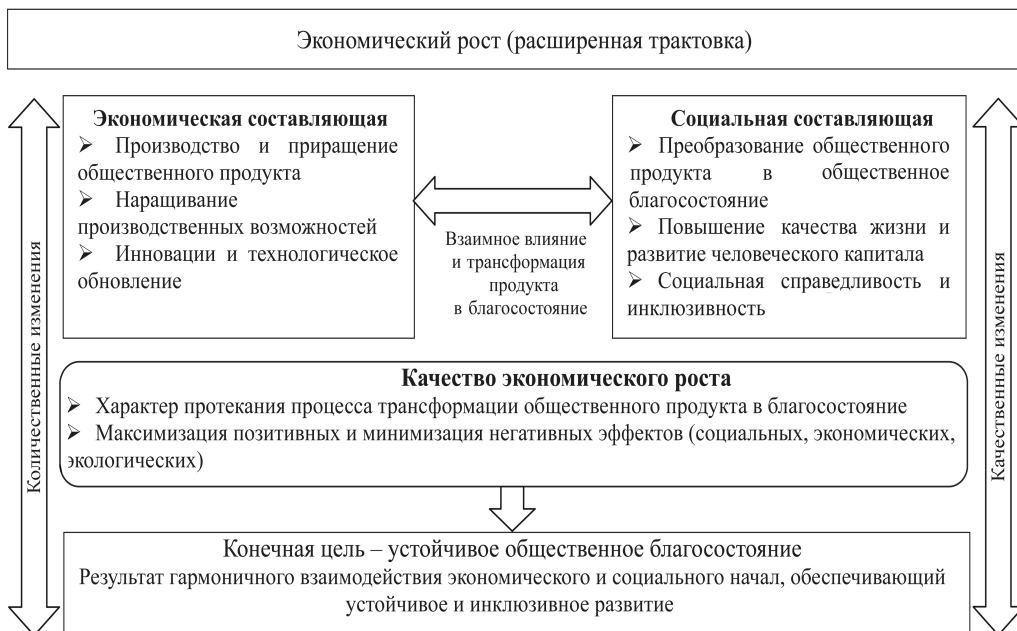 Экономический рост (расширенная трактовка)
Количественные изменения
Экономическая составляющая
➢ Производство и приращение
общественного продукта
➢ Наращивание
производственных возможностей
➢ Инновации и технологическое
обновление
Взаимное влияние
и трансформация
продукта
в благосостояние
Социальная составляющая
➢ Преобразование общественного
продукта в общественное
благосостояние
➢ Повышение качества жизни и
развитие человеческого капитала
➢ Социальная справедливость и
инклюзивность
Качественные изменения
Качество экономического роста
➢ Характер протекания процесса трансформации общественного продукта в благосостояние
➢ Максимизация позитивных и минимизация негативных эффектов (социальных, экономических,
экологических)
Конечная цель – устойчивое общественное благосостояние
Результат гармоничного взаимодействия экономического и социального начал, обеспечивающий
устойчивое и инклюзивное развитие